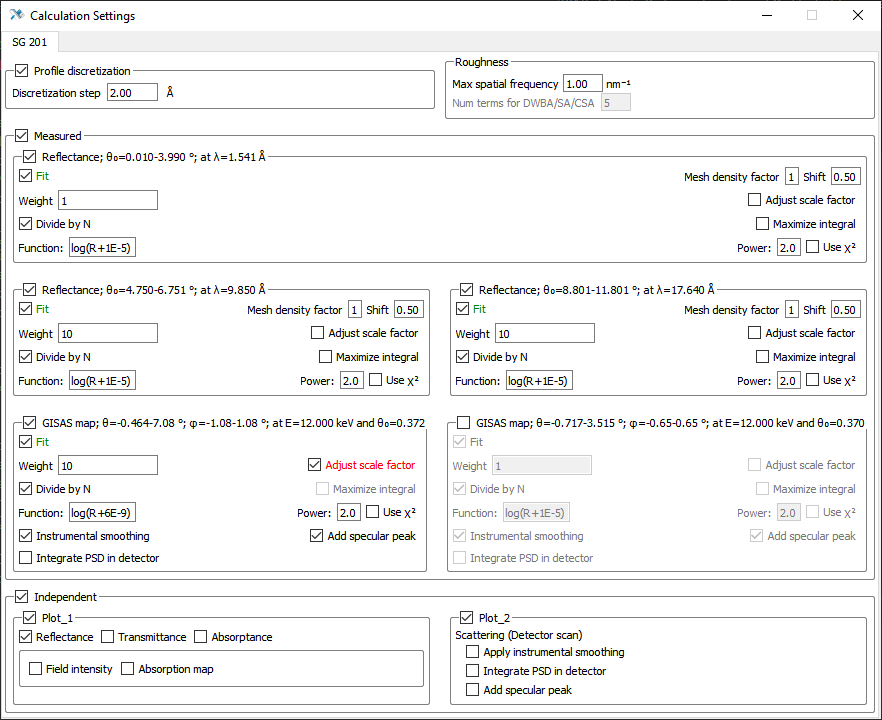 Calculation Settings
SG 201
Profile discretization
Discretization step 2.00 Å
Roughness
Max spatial frequency 1.00 nm⁻¹
Num terms for DWBA/SA/CSA 5
Measured
Reflectance; θ₀=0.010-3.990 °; at λ=1.541 Å
Fit
Mesh density factor 1 Shift 0.50
Weight 1
Adjust scale factor
Divide by N
Maximize integral
Function: log(R+1E-5)
Power: 2.0 Use χ²
Reflectance; θ₀=4.750-6.751 °; at λ=9.850 Å
Fit
Mesh density factor 1 Shift 0.50
Weight 10
Adjust scale factor
Divide by N
Maximize integral
Function: log(R+1E-5)
Power: 2.0 Use χ²
Reflectance; θ₀=8.801-11.801 °; at λ=17.640 Å
Fit
Mesh density factor 1 Shift 0.50
Weight 10
Adjust scale factor
Divide by N
Maximize integral
Function: log(R+1E-5)
Power: 2.0 Use χ²
GISAS map; θ=-0.464-7.08 °; φ=-1.08-1.08 °; at E=12.000 keV and θ₀=0.372
Fit
Weight 10
Adjust scale factor
Divide by N
Maximize integral
Function: log(R+6E-9)
Power: 2.0 Use χ²
Instrumental smoothing
Add specular peak
Integrate PSD in detector
GISAS map; θ=-0.717-3.515 °; φ=-0.65-0.65 °; at E=12.000 keV and θ₀=0.370
Fit
Weight 1
Adjust scale factor
Divide by N
Maximize integral
Function: log(R+1E-5)
Power: 2.0 Use χ²
Instrumental smoothing
Add specular peak
Integrate PSD in detector
Independent
Plot_1
Reflectance Transmittance Absorptance
Field intensity Absorption map
Plot_2
Scattering (Detector scan)
Apply instrumental smoothing
Integrate PSD in detector
Add specular peak